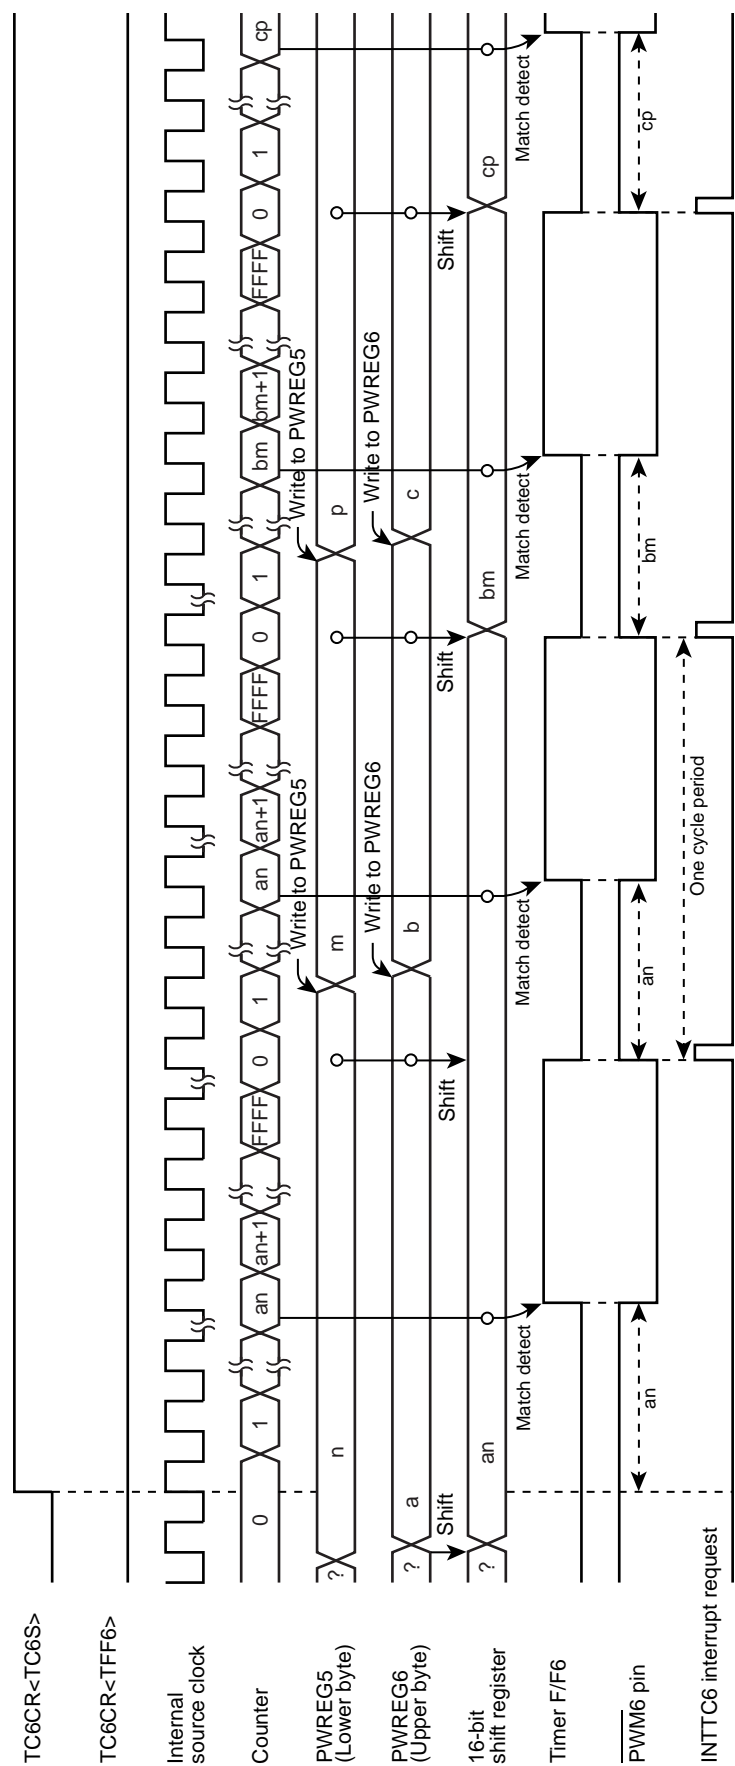 TC6CR<TC6S>
TC6CR<TFF6>
Internal
source clock
Counter
0
1
an
an+1
FFFF
0
1
an
an+1
FFFF
0
1
bm
bm+1
FFFF
0
1
cp
Write to PWREG5
Write to PWREG5
PWREG5
(Lower byte)
?
n
m
p
Write to PWREG6
Write to PWREG6
PWREG6
(Upper byte)
?
a
b
c
Shift
Shift
Shift
Shift
16-bit
shift register
?
an
bm
cp
Match detect
Match detect
Match detect
Match detect
Timer F/F6
PWM6 pin
an
an
bm
cp
One cycle period
INTTC6 interrupt request